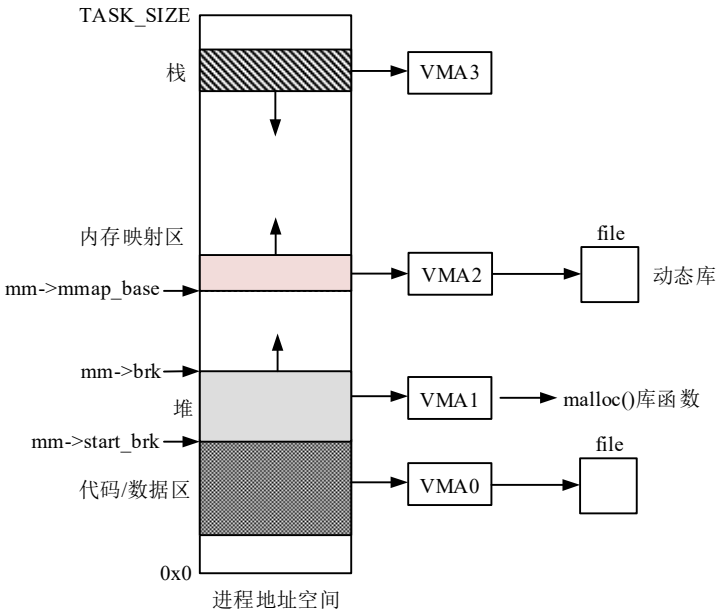 TASK_SIZE
栈
VMA3
内存映射区
file
mm->mmap_base
VMA2
动态库
mm->brk
堆
VMA1
malloc()库函数
mm->start_brk
file
代码/数据区
VMA0
0x0
进程地址空间